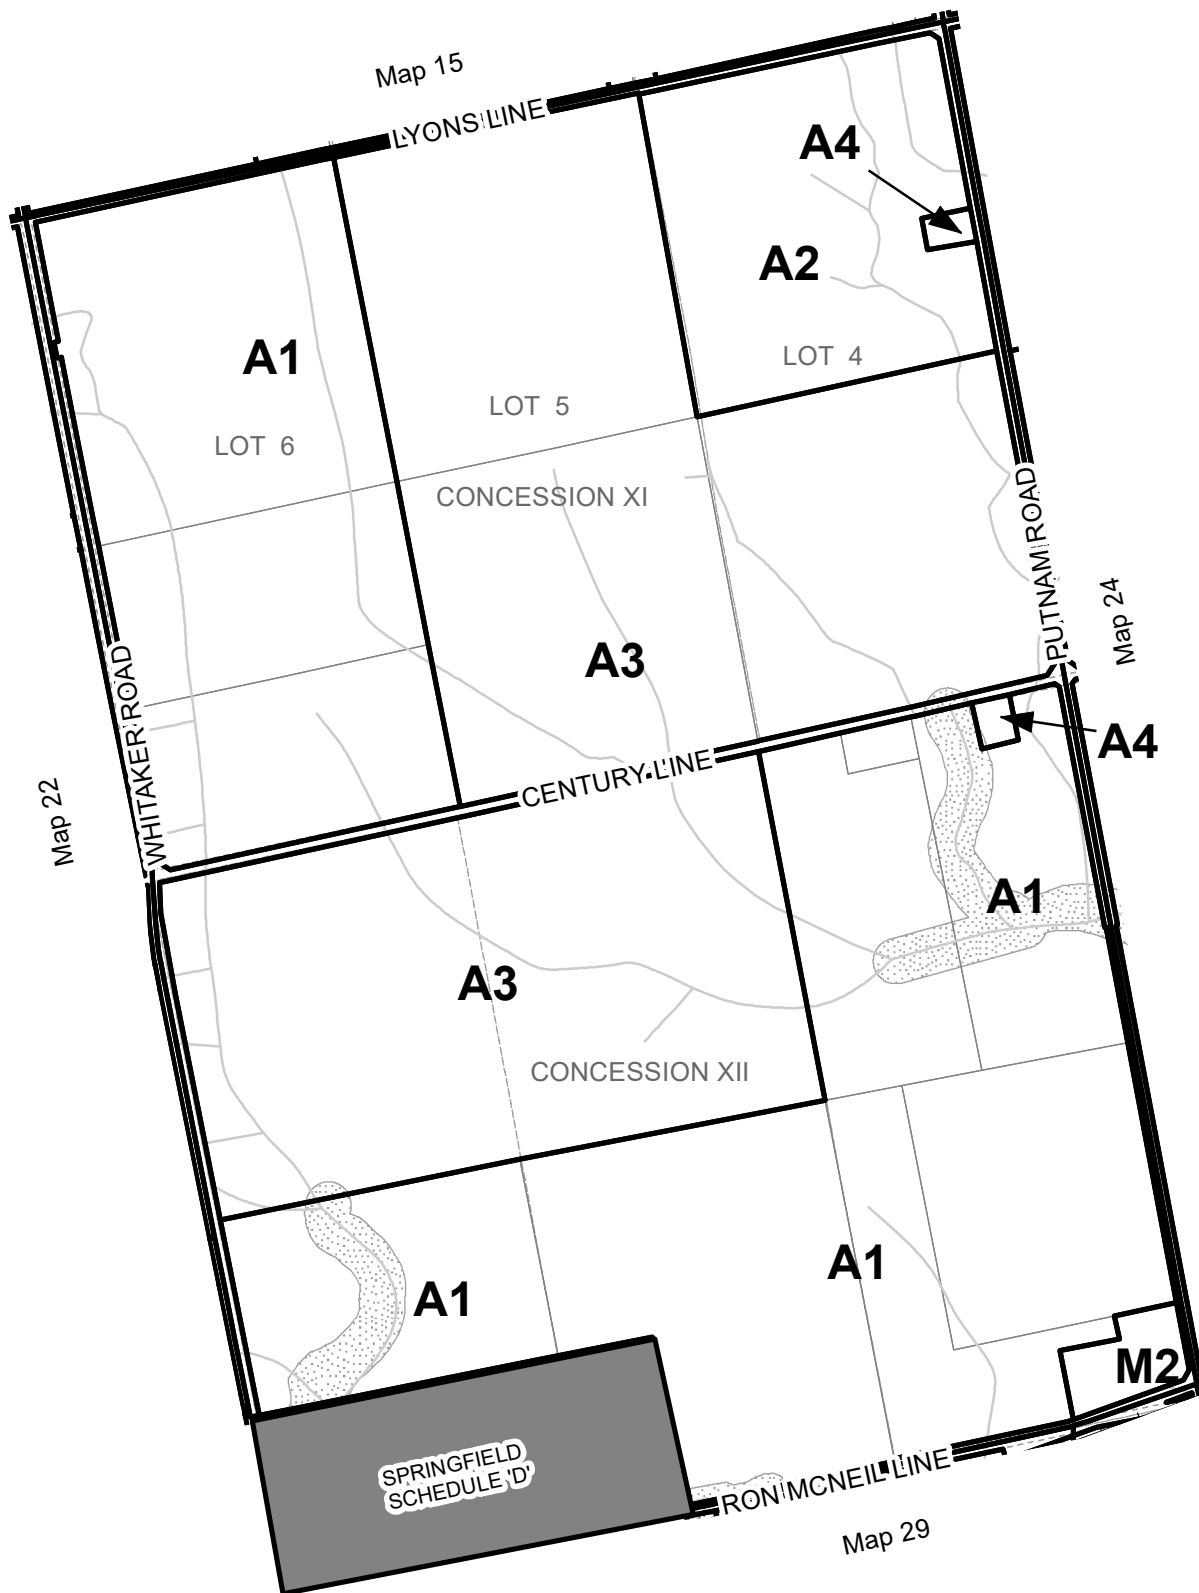 Map 15
LYONS LINE
A4
A2
A1
LOT 4
LOT 5
LOT 6
CONCESSION XI
PUTNAM ROAD
Map 24
A3
WHITAKER ROAD
A4
CENTURY LINE
Map 22
A1
A3
CONCESSION XII
A1
A1
M2
SPRINGFIELD
SCHEDULE 'D'
RON MCNEIL LINE
Map 29